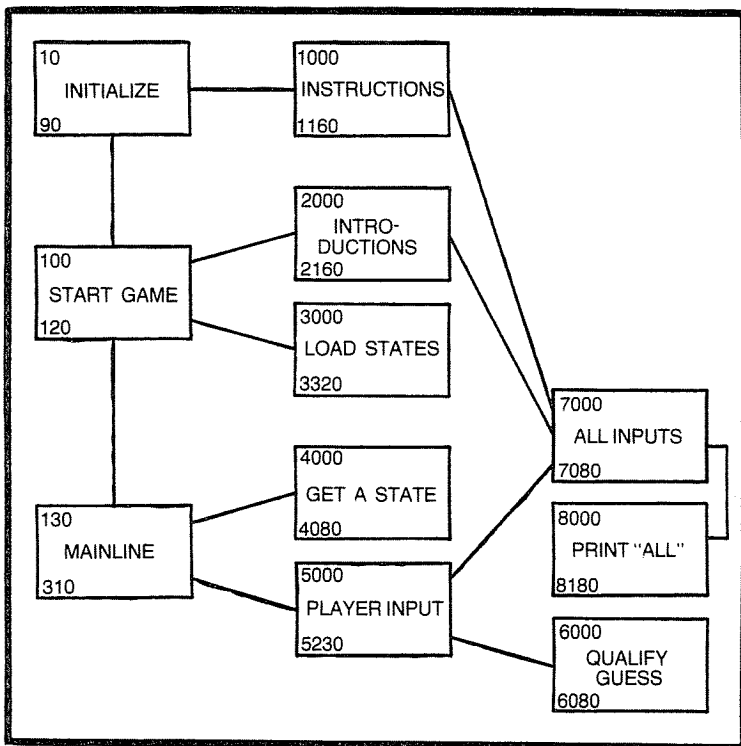 10
INITIALIZE
90
1000
INSTRUCTIONS
1160
2000
INTRO-
DUCTIONS
2160
100
START GAME
120
3000
LOAD STATES
3320
7000
ALL INPUTS
7080
4000
GET A STATE
4080
130
MAINLINE
310
8000
PRINT "ALL"
8180
5000
PLAYER INPUT
5230
6000
QUALIFY
GUESS
6080